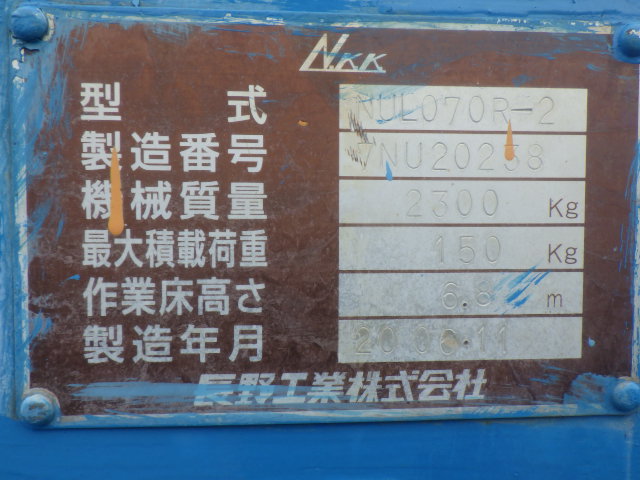 NKK
型式 NUL070R-2
製造番号 VNU20238
機械質量 2300 Kg
最大積載荷重 150 Kg
作業床高さ 6.8 m
製造年月 2006.11
長野工業株式会社